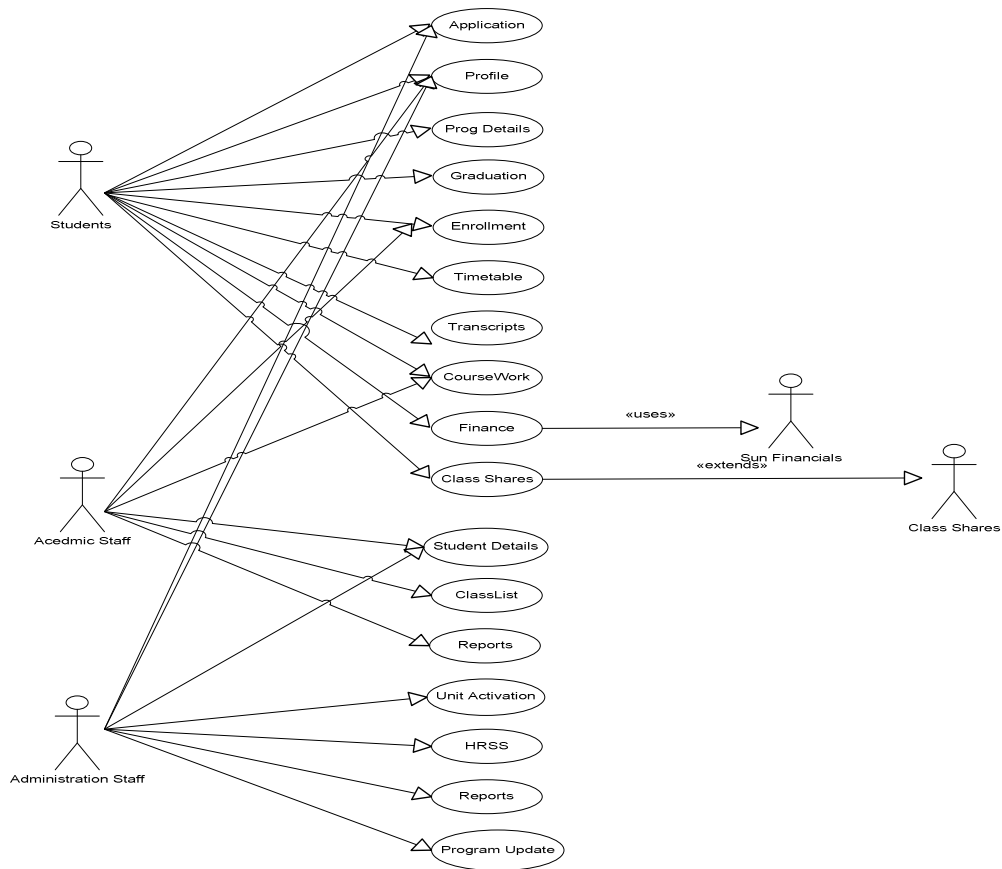 Application
Profile
Prog Details
Graduation
Students
Enrollment
Timetable
Transcripts
CourseWork
«uses»
Finance
Sun Financials
«extends»
Class Shares
Class Shares
Acedmic Staff
Student Details
ClassList
Reports
Unit Activation
HRSS
Administration Staff
Reports
Program Update